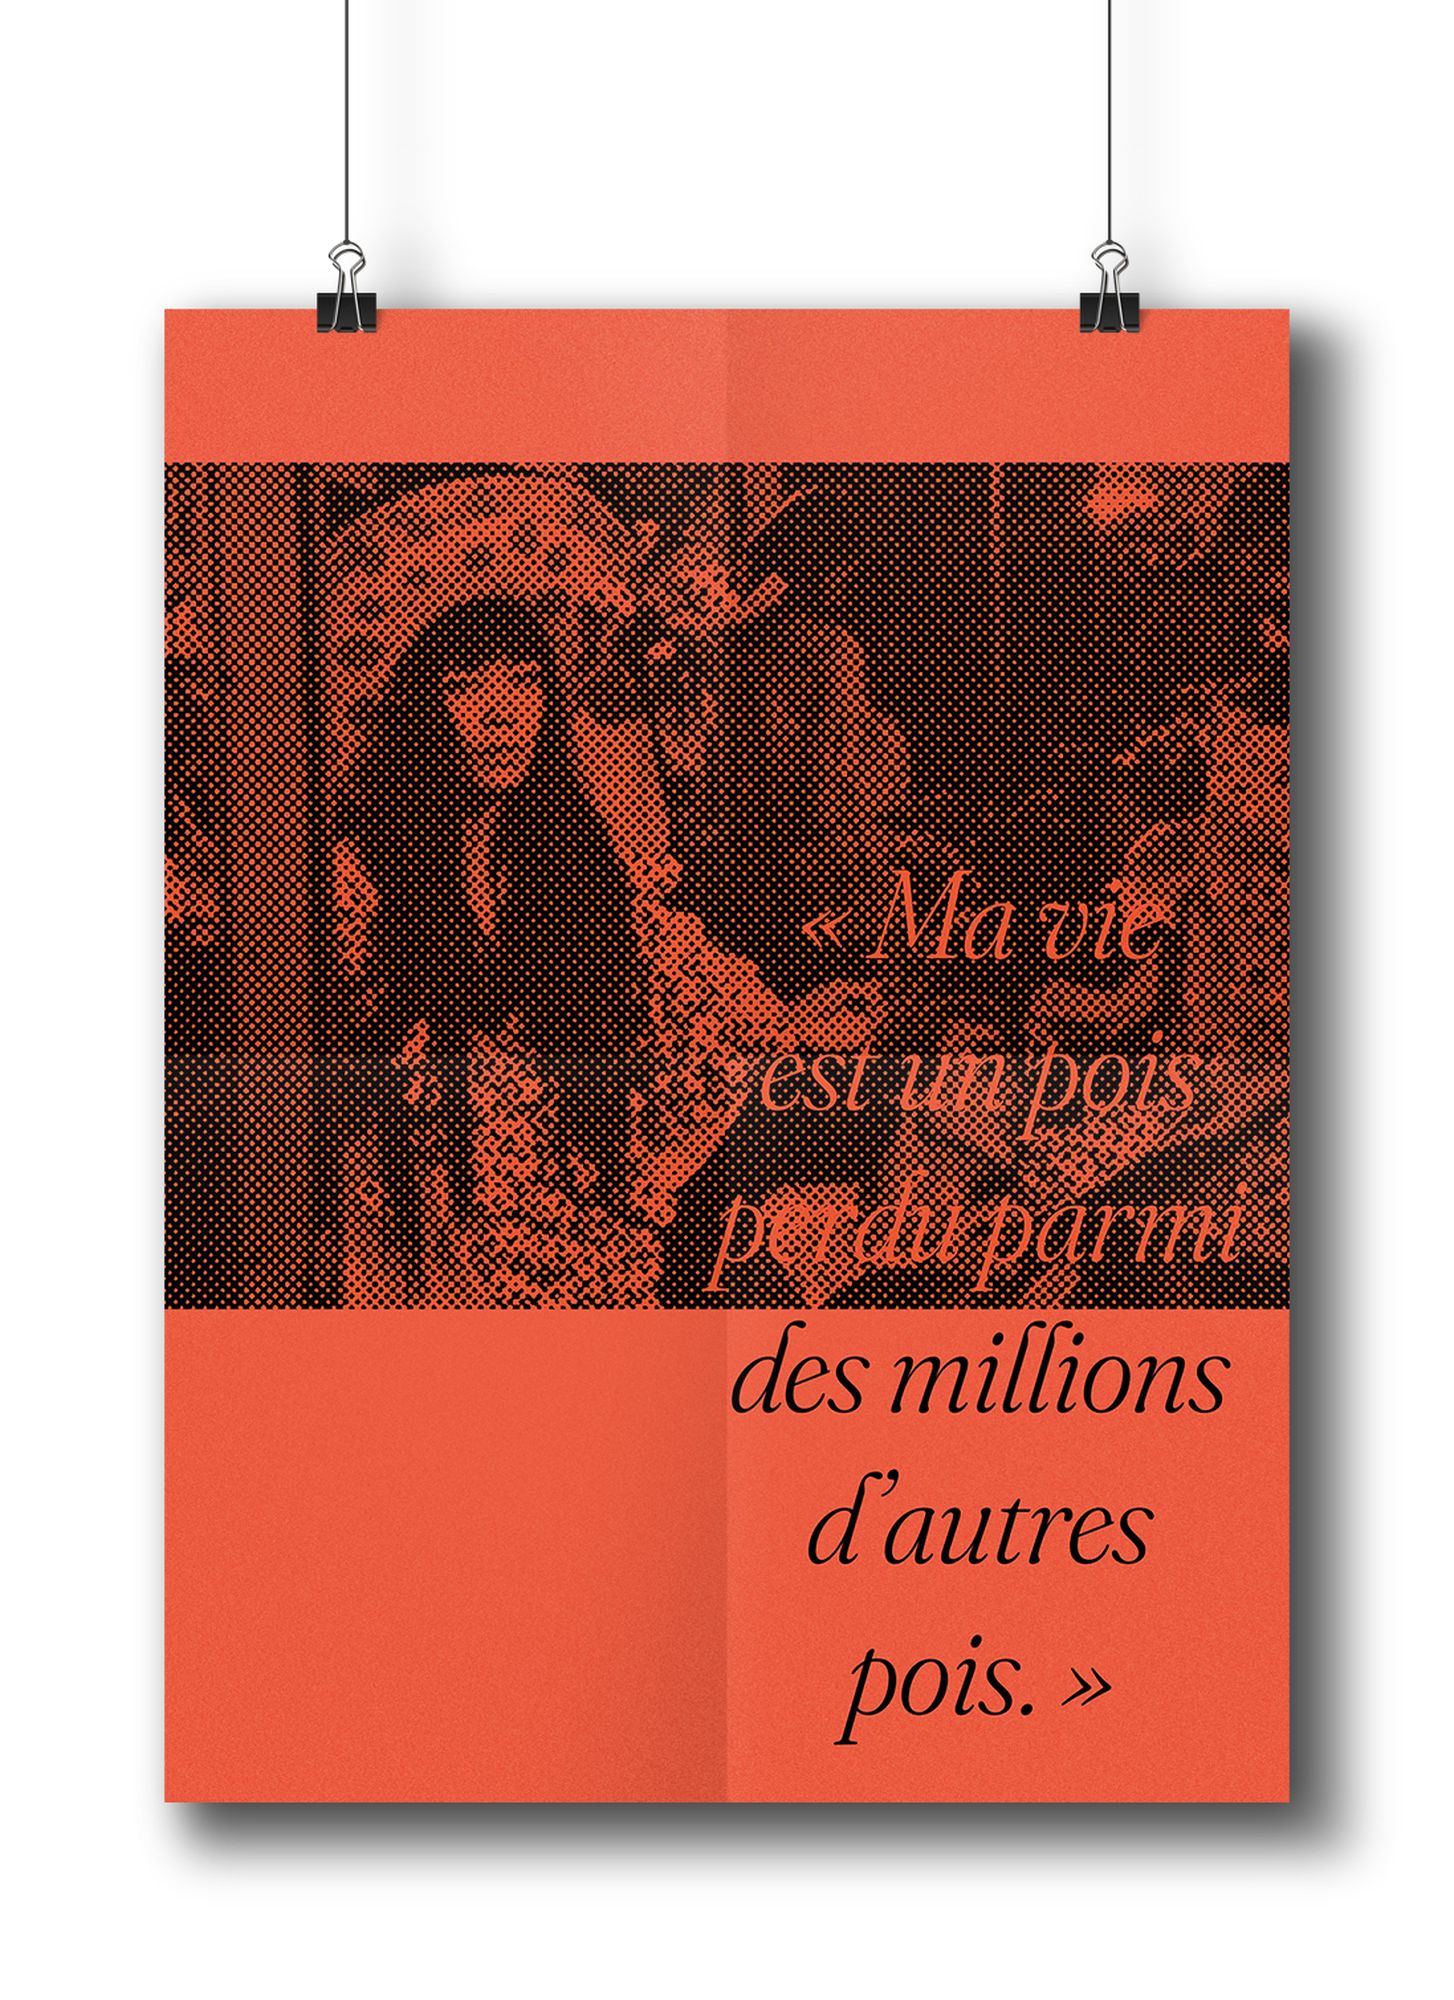 « Ma vie
est un pois
perdu parmi
des millions
d’autres
pois. »